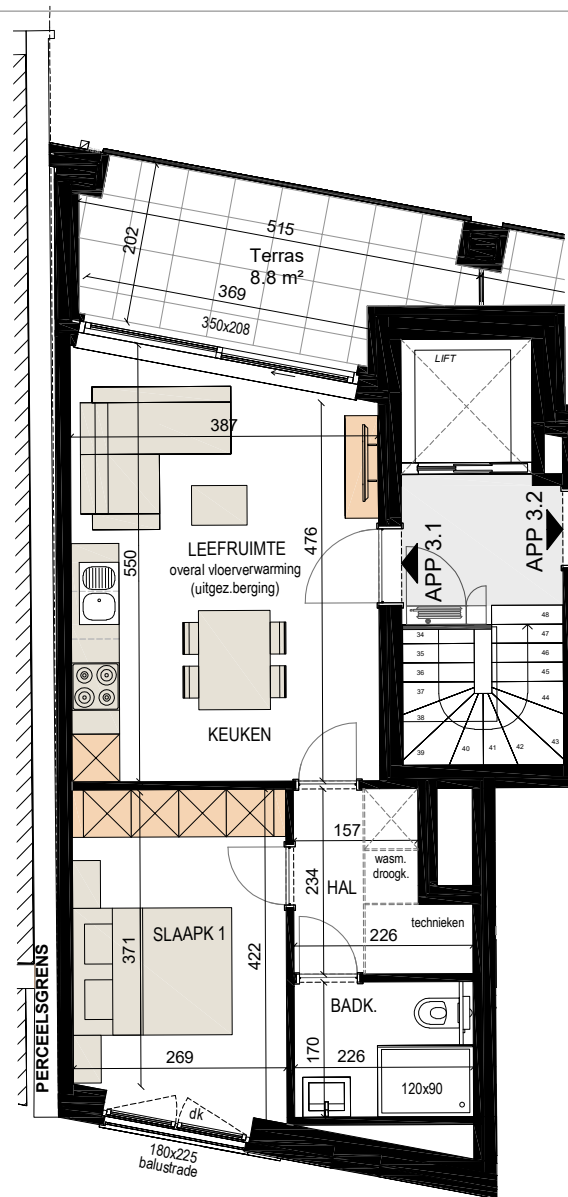 515
202
Terras
8.8 m²
369
350x208
LIFT
387
476
550
LEEFRUIMTE
overal vloerverwarming
(uitgez.berging)
APP 3.1
APP 3.2
KEUKEN
34
35
36
37
38
39
40
41
42
43
44
45
46
47
48
157
234
HAL
wasm.
droogk.
technieken
226
SLAAPK 1
371
422
269
BADK.
170
226
120x90
dk
180x225
balustrade
PERCEELSGRENS